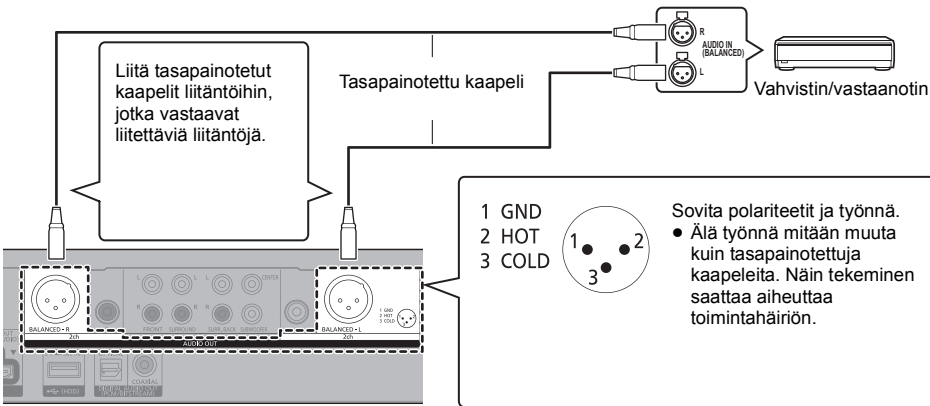 R
AUDIO IN
(BALANCED)
L
Vahvistin/vastaanotin
Liitä tasapainotetut
kaapelit liitäntöihin,
jotka vastaavat
liitettäviä liitäntöjä.
Tasapainotettu kaapeli
1 GND
2 HOT
3 COLD
1
2
3
Sovita polariteetit ja työnnä.
● Älä työnnä mitään muuta
kuin tasapainotettuja
kaapeleita. Näin tekeminen
saattaa aiheuttaa
toimintahäiriön.
L L CENTER
R R
BALANCED • R
2ch
FRONT SURROUND SURR. BACK SUBWOOFER
BALANCED • L
2ch
1 GND
2 HOT
3 COLD
AUDIO OUT
(HDD)
COAXIAL
DIGITAL AUDIO OUT
(PCM/BITSTREAM)